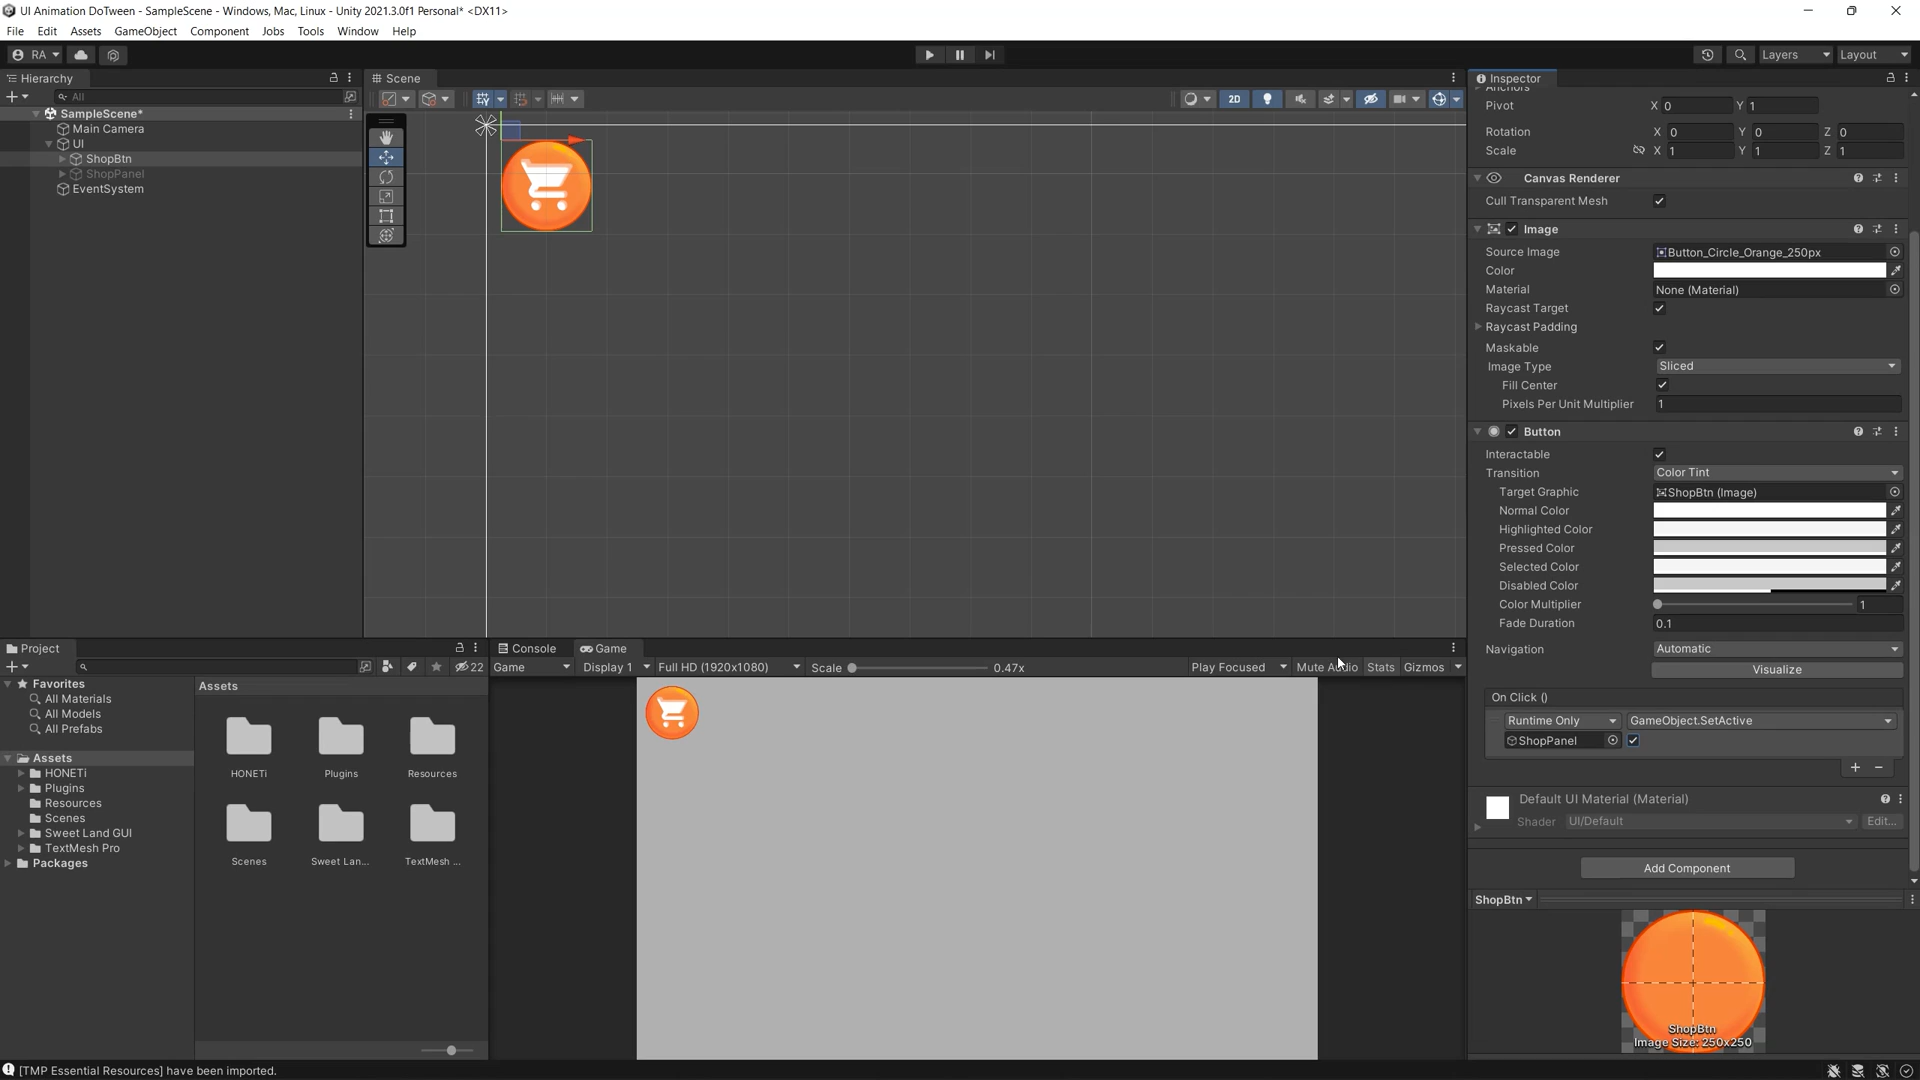 UI Animation DoTween - SampleScene - Windows, Mac, Linux - Unity 2021.3.0f1 Personal* <DX11>
File Edit Assets GameObject Component Jobs Tools Window Help
RA Layers Layout
Hierarchy
All
SampleScene*
Main Camera
UI
ShopBtn
ShopPanel
EventSystem
Scene
2D
Inspector
Anchors
Pivot X 0 Y 1
Rotation X 0 Y 0 Z 0
Scale X 1 Y 1 Z 1
Canvas Renderer
Cull Transparent Mesh
Image
Source Image Button_Circle_Orange_250px
Color
Material None (Material)
Raycast Target
Raycast Padding
Maskable
Image Type Sliced
Fill Center
Pixels Per Unit Multiplier 1
Button
Interactable
Transition Color Tint
Target Graphic ShopBtn (Image)
Normal Color
Highlighted Color
Pressed Color
Selected Color
Disabled Color
Color Multiplier 1
Fade Duration 0.1
Navigation Automatic
Visualize
On Click ()
Runtime Only GameObject.SetActive
ShopPanel
Default UI Material (Material)
Shader UI/Default Edit...
Add Component
ShopBtn
ShopBtn
Image Size: 250x250
Project
22
Favorites
All Materials
All Models
All Prefabs
Assets
HONETi
Plugins
Resources
Scenes
Sweet Land GUI
TextMesh Pro
Packages
Assets
HONETi Plugins Resources
Scenes Sweet Lan... TextMesh ...
Console Game
Game Display 1 Full HD (1920x1080) Scale 0.47x Play Focused Mute Audio Stats Gizmos
[TMP Essential Resources] have been imported.